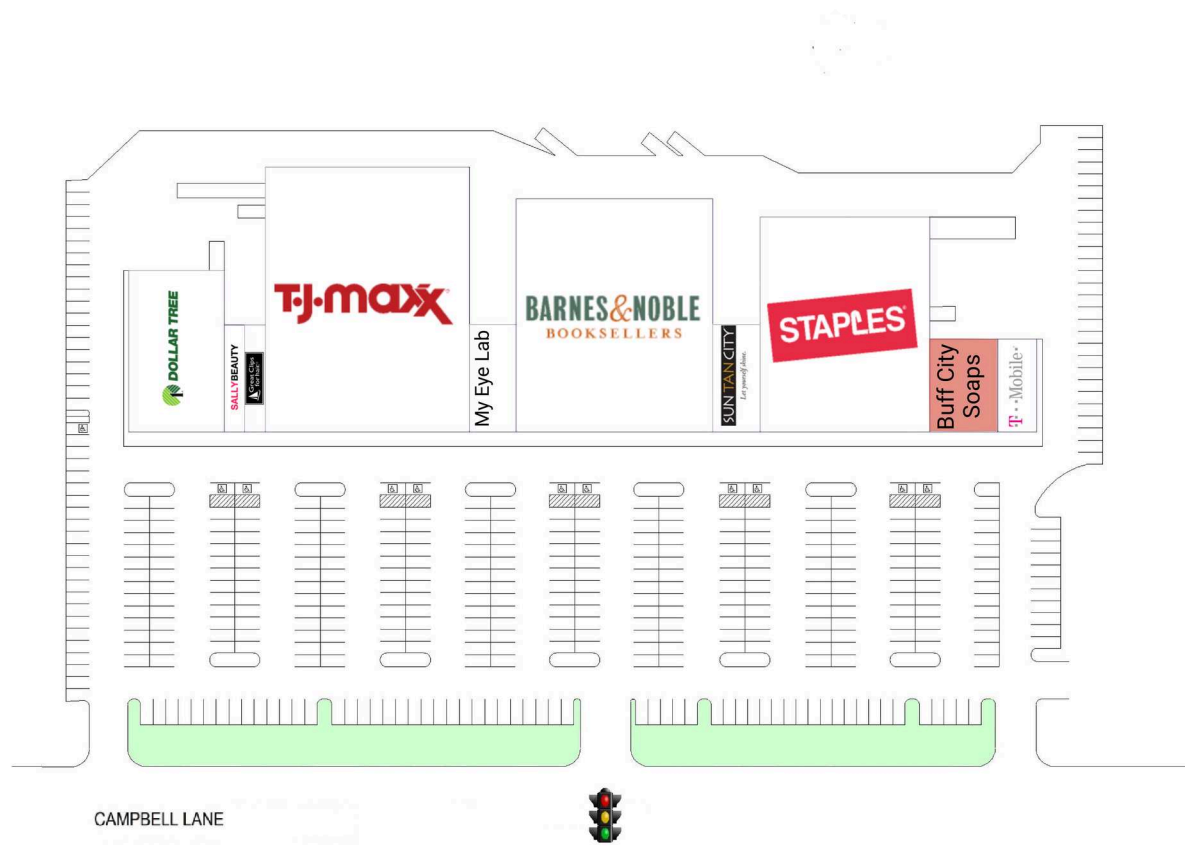 DOLLAR TREE
SALLYBEAUTY
Great Clips
for hair
T·J·maxx
My Eye Lab
BARNES&NOBLE
BOOKSELLERS
SUN TAN CITY
Let yourself shine.
STAPLES
Buff City
Soaps
T··Mobile
CAMPBELL LANE